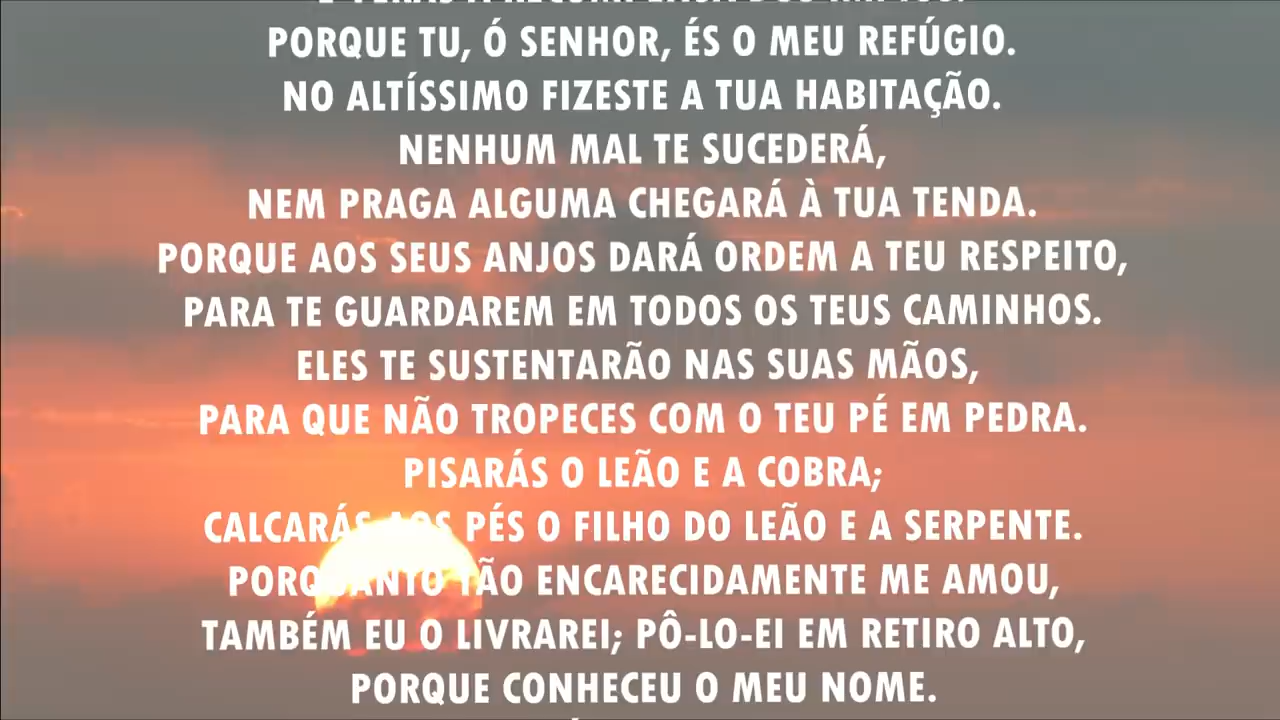 PORQUE TU, Ó SENHOR, ÉS O MEU REFÚGIO.
NO ALTÍSSIMO FIZESTE A TUA HABITAÇÃO.
NENHUM MAL TE SUCEDERÁ,
NEM PRAGA ALGUMA CHEGARÁ À TUA TENDA.
PORQUE AOS SEUS ANJOS DARÁ ORDEM A TEU RESPEITO,
PARA TE GUARDAREM EM TODOS OS TEUS CAMINHOS.
ELES TE SUSTENTARÃO NAS SUAS MÃOS,
PARA QUE NÃO TROPECES COM O TEU PÉ EM PEDRA.
PISARÁS O LEÃO E A COBRA;
CALCARÁS AOS PÉS O FILHO DO LEÃO E A SERPENTE.
PORQUANTO TÃO ENCARECIDAMENTE ME AMOU,
TAMBÉM EU O LIVRAREI; PÔ-LO-EI EM RETIRO ALTO,
PORQUE CONHECEU O MEU NOME.